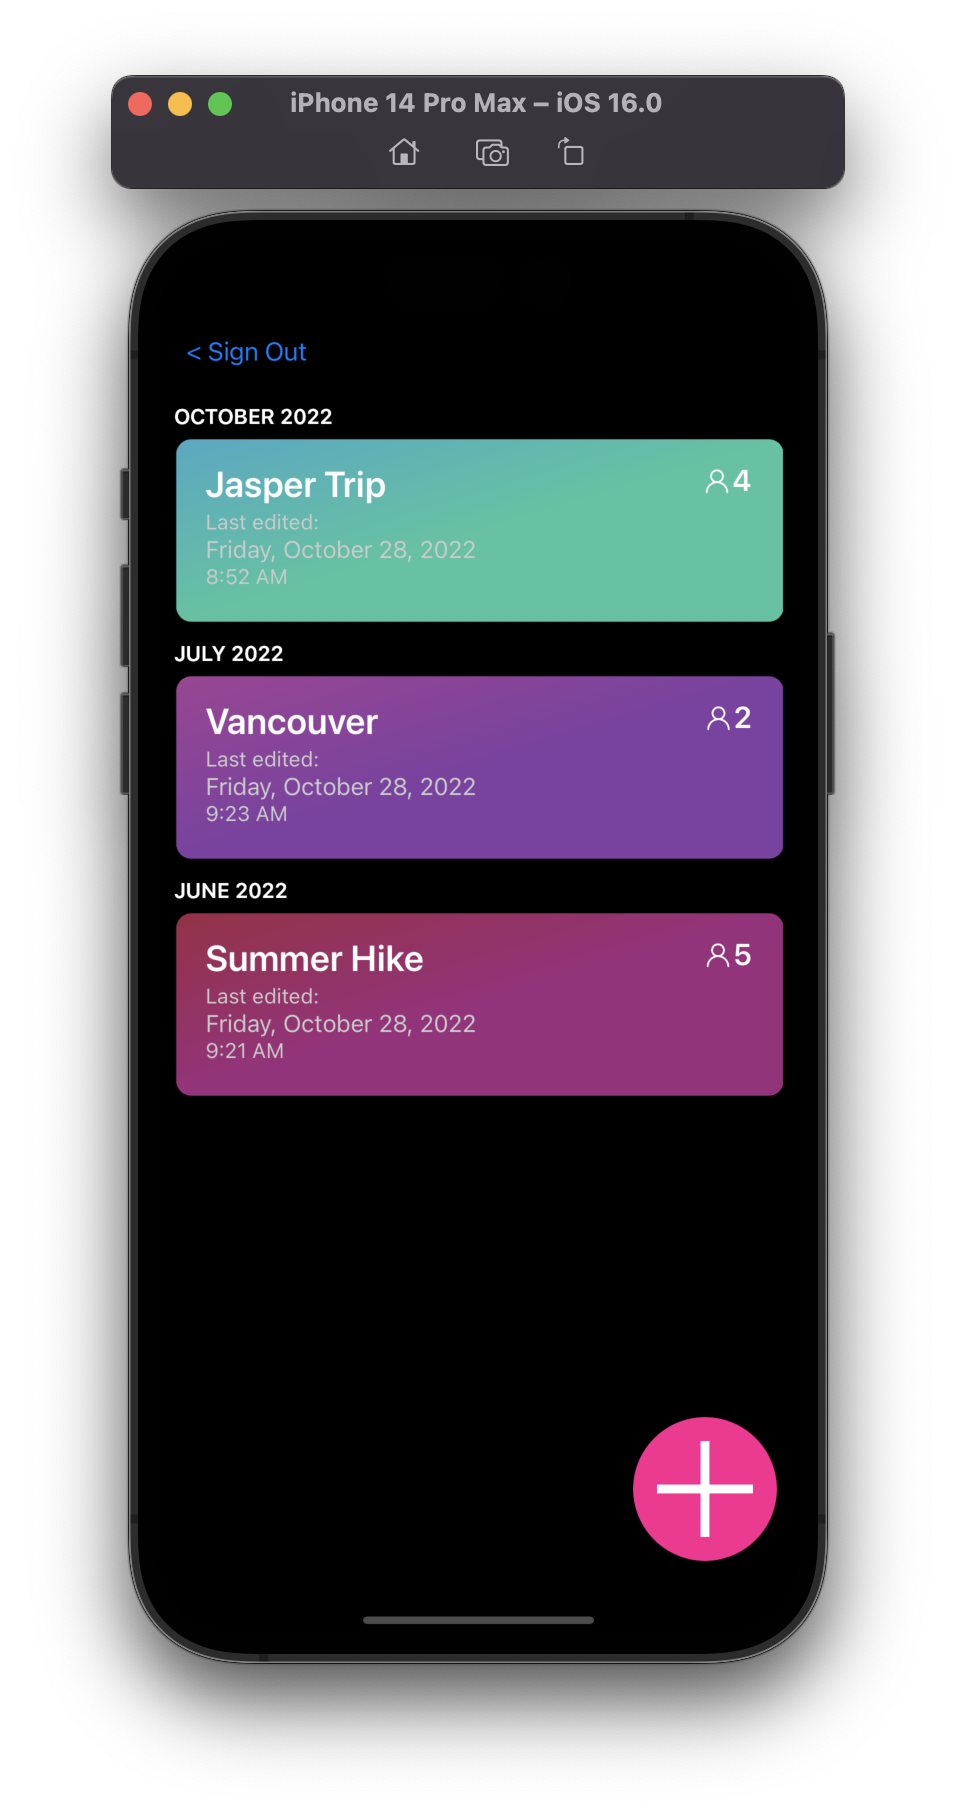 iPhone 14 Pro Max – iOS 16.0
< Sign Out
OCTOBER 2022
Jasper Trip
4
Last edited:
Friday, October 28, 2022
8:52 AM
JULY 2022
Vancouver
2
Last edited:
Friday, October 28, 2022
9:23 AM
JUNE 2022
Summer Hike
5
Last edited:
Friday, October 28, 2022
9:21 AM